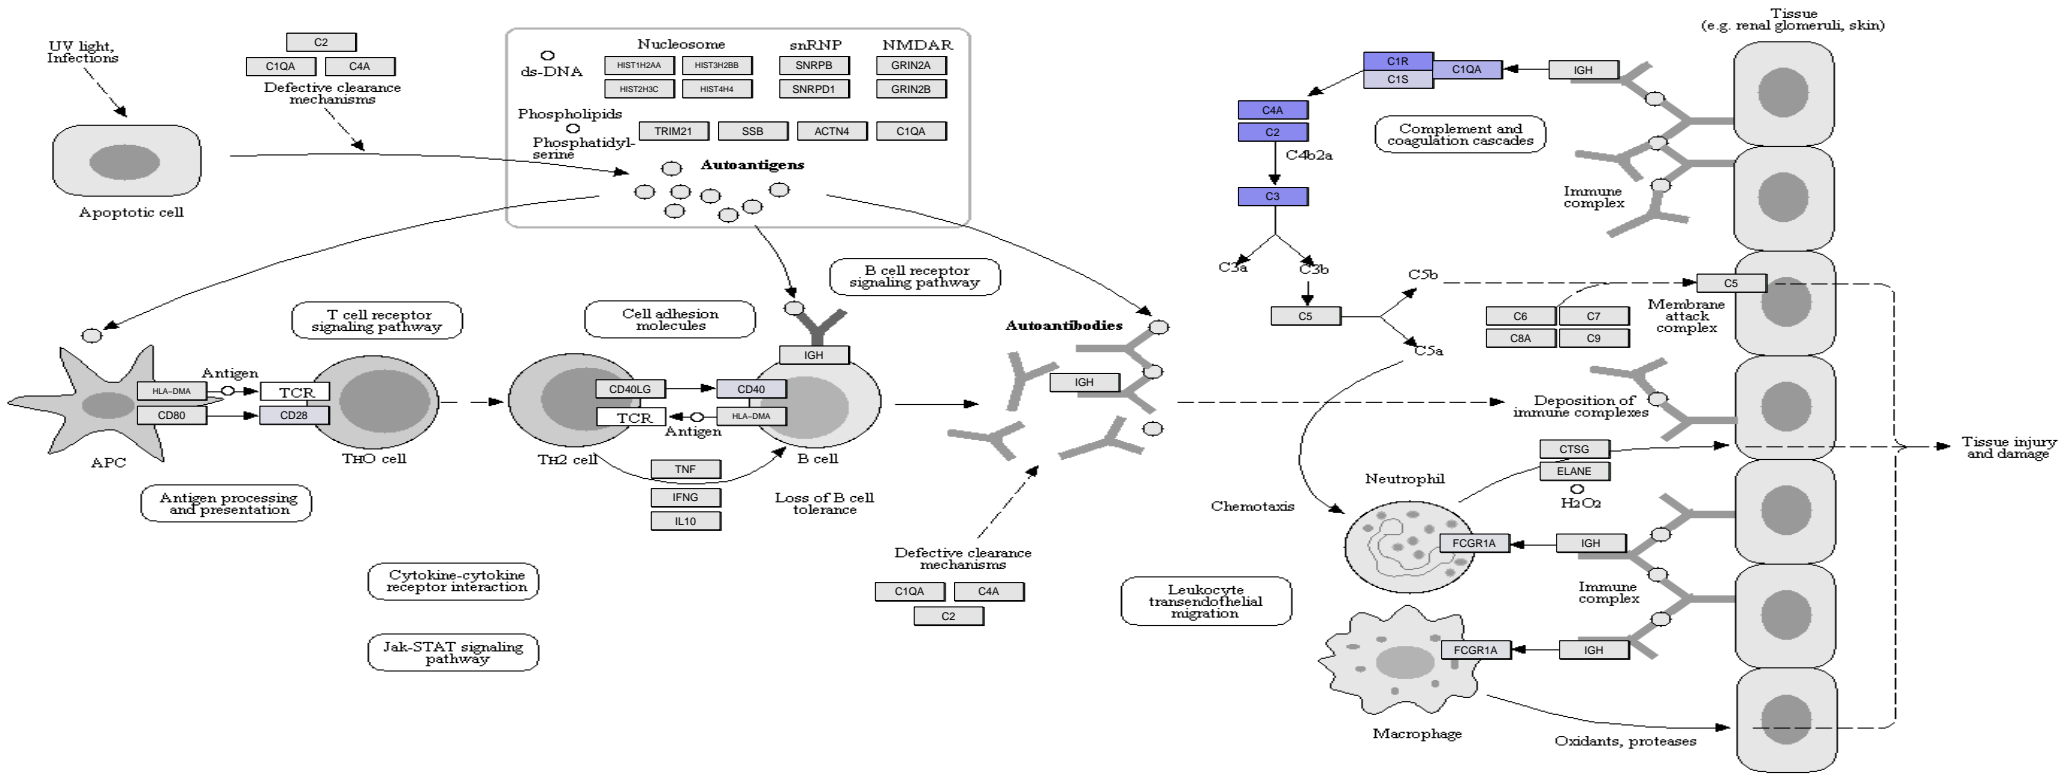 UV light,
Infections
C2
C1QA
C4A
Defective clearance
mechanisms
Apoptotic cell
ds-DNA
Nucleosome
snRNP
NMDAR
HIST1H2AA
HIST3H2BB
SNRPB
GRIN2A
HIST2H3C
HIST4H4
SNRPD1
GRIN2B
Phospholipids
Phosphatidyl-
serine
TRIM21
SSB
ACTN4
C1QA
Autoantigens
T cell receptor
signaling pathway
Cell adhesion
molecules
B cell receptor
signaling pathway
HLA-DMA
Antigen
TCR
CD80
CD28
APC
TH0 cell
CD40LG
CD40
TCR
HLA-DMA
Antigen
IGH
TH2 cell
B cell
Antigen processing
and presentation
TNF
IFNG
IL10
Loss of B cell
tolerance
Cytokine-cytokine
receptor interaction
Jak-STAT signaling
pathway
Autoantibodies
IGH
Defective clearance
mechanisms
C1QA
C4A
C2
Leukocyte
transendothelial
migration
Tissue
(e.g. renal glomeruli, skin)
C1R
C1S
C1QA
IGH
C4A
C2
C4b2a
C3
Complement and
coagulation cascades
Immune
complex
C3a
C3b
C5
C5b
C5a
C6
C7
C8A
C9
C5
Membrane
attack
complex
Deposition of
immune complexes
Chemotaxis
Neutrophil
CTSG
ELANE
H2O2
FCGR1A
IGH
Immune
complex
FCGR1A
IGH
Macrophage
Oxidants, proteases
Tissue injury
and damage